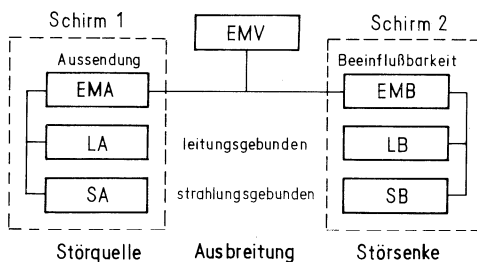 Schirm 1
EMV
Schirm 2
Aussendung
Beeinflußbarkeit
EMA
EMB
LA
leitungsgebunden
LB
SA
strahlungsgebunden
SB
Störquelle
Ausbreitung
Störsenke